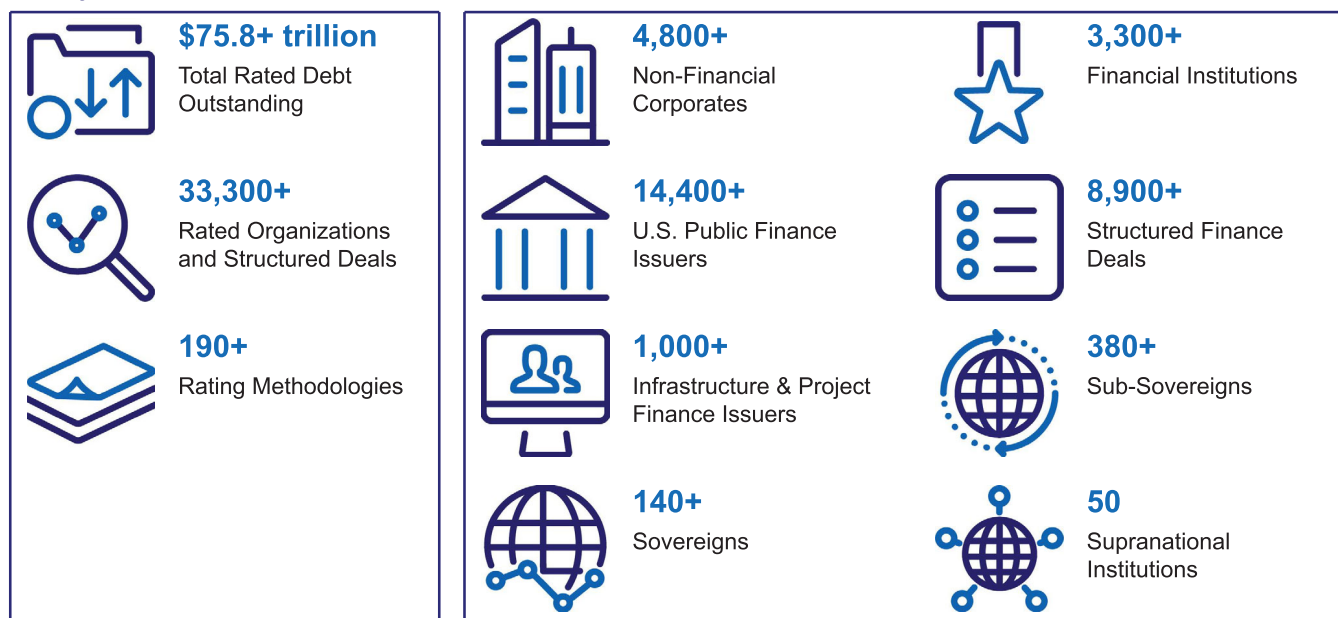 $75.8+ trillion
Total Rated Debt
Outstanding
33,300+
Rated Organizations
and Structured Deals
190+
Rating Methodologies
4,800+
Non-Financial
Corporates
3,300+
Financial Institutions
14,400+
U.S. Public Finance
Issuers
8,900+
Structured Finance
Deals
1,000+
Infrastructure & Project
Finance Issuers
380+
Sub-Sovereigns
140+
Sovereigns
50
Supranational
Institutions